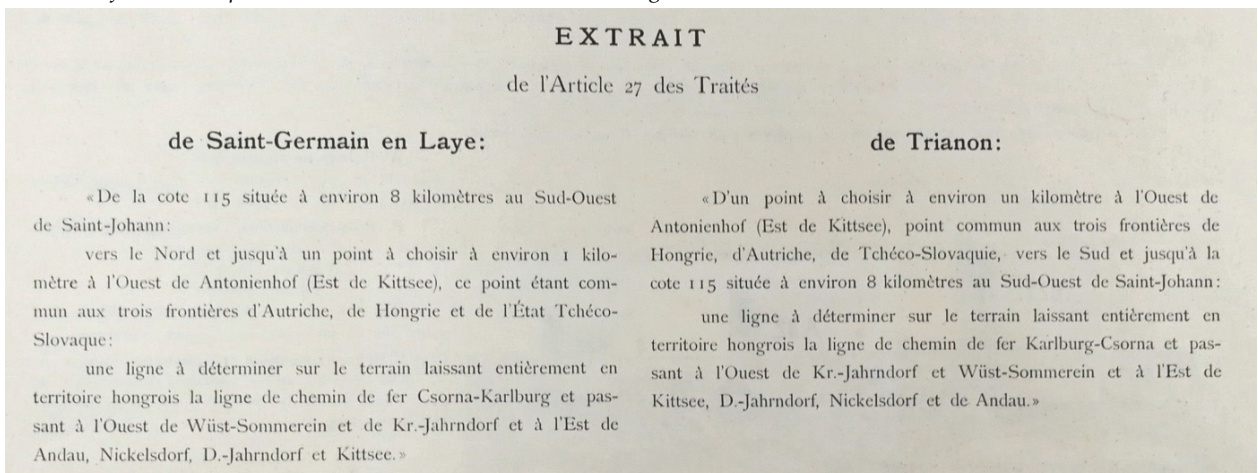 EXTRAIT
de l'Article 27 des Traités
de Saint-Germain en Laye:
«De la cote 115 située à environ 8 kilomètres au Sud-Ouest
de Saint-Johann:
vers le Nord et jusqu'à un point à choisir à environ 1 kilo-
mètre à l'Ouest de Antonienhof (Est de Kittsee), ce point étant com-
mun aux trois frontières d'Autriche, de Hongrie et de l'État Tchéco-
Slovaque:
une ligne à déterminer sur le terrain laissant entièrement en
territoire hongrois la ligne de chemin de fer Csorna-Karlburg et pas-
sant à l'Ouest de Wüst-Sommerein et de Kr.-Jahrndorf et à l'Est de
Andau, Nickelsdorf, D.-Jahrndorf et Kittsee.»
de Trianon:
«D'un point à choisir à environ un kilomètre à l'Ouest de
Antonienhof (Est de Kittsee), point commun aux trois frontières de
Hongrie, d'Autriche, de Tchéco-Slovaquie, vers le Sud et jusqu'à la
cote 115 située à environ 8 kilomètres au Sud-Ouest de Saint-Johann:
une ligne à déterminer sur le terrain laissant entièrement en
territoire hongrois la ligne de chemin de fer Karlburg-Csorna et pas-
sant à l'Ouest de Kr.-Jahrndorf et Wüst-Sommerein et à l'Est de
Kittsee, D.-Jahrndorf, Nickelsdorf et de Andau.»